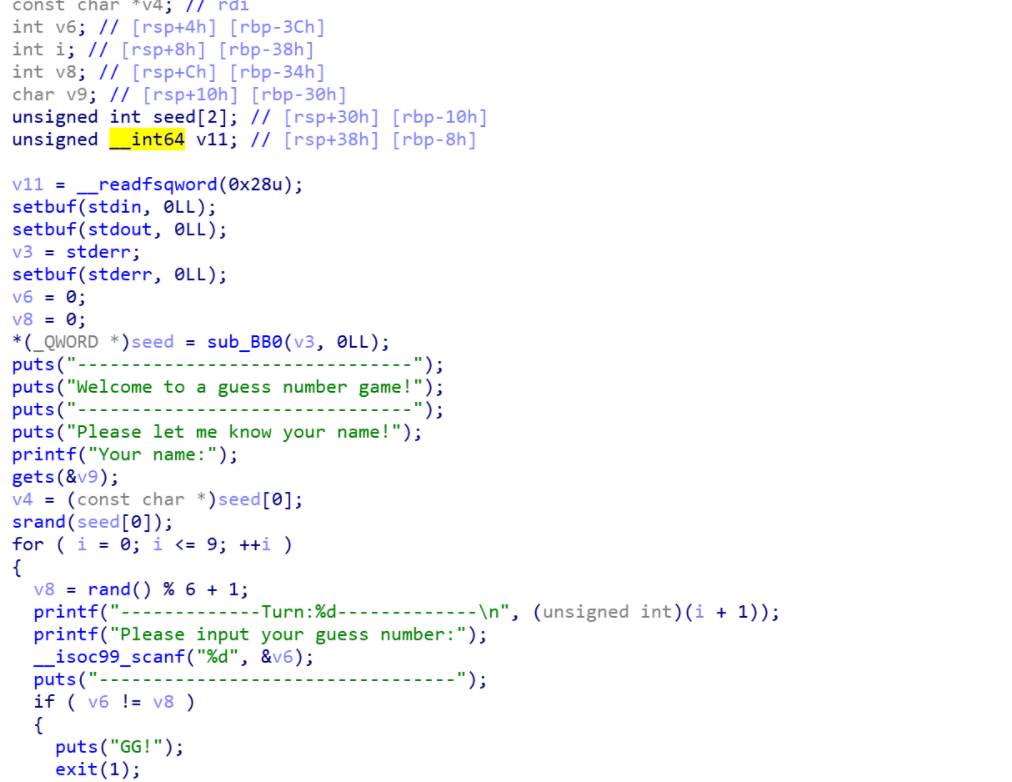 const char *v4; // rdi
int v6; // [rsp+4h] [rbp-3Ch]
int i; // [rsp+8h] [rbp-38h]
int v8; // [rsp+Ch] [rbp-34h]
char v9; // [rsp+10h] [rbp-30h]
unsigned int seed[2]; // [rsp+30h] [rbp-10h]
unsigned __int64 v11; // [rsp+38h] [rbp-8h]
v11 = __readfsqword(0x28u);
setbuf(stdin, 0LL);
setbuf(stdout, 0LL);
v3 = stderr;
setbuf(stderr, 0LL);
v6 = 0;
v8 = 0;
*(_QWORD *)seed = sub_BB0(v3, 0LL);
puts("-------------------------------");
puts("Welcome to a guess number game!");
puts("-------------------------------");
puts("Please let me know your name!");
printf("Your name:");
gets(&v9);
v4 = (const char *)seed[0];
srand(seed[0]);
for ( i = 0; i <= 9; ++i )
{
v8 = rand() % 6 + 1;
printf("-------------Turn:%d-------------\n", (unsigned int)(i + 1));
printf("Please input your guess number:");
__isoc99_scanf("%d", &v6);
puts("---------------------------------");
if ( v6 != v8 )
{
puts("GG!");
exit(1);